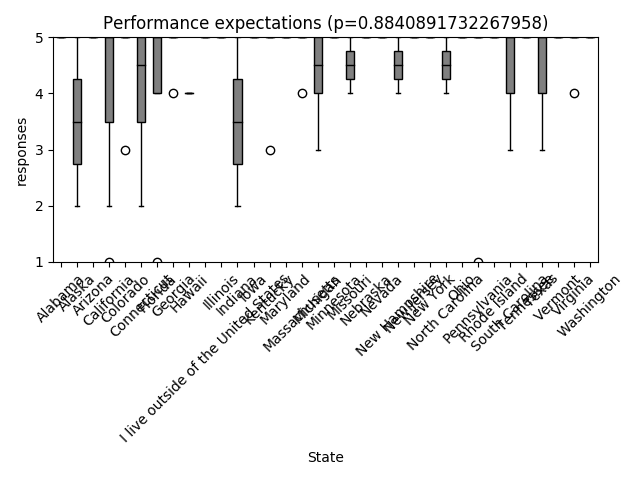 Performance expectations (p=0.8840891732267958)
responses
5
4
3
2
1
Alabama
Alaska
Arizona
California
Colorado
Connecticut
Florida
Georgia
Hawaii
I live outside of the United States
Illinois
Indiana
Iowa
Kentucky
Maryland
Massachusetts
Michigan
Minnesota
Missouri
Nebraska
Nevada
New Hampshire
New Jersey
New York
North Carolina
Ohio
Pennsylvania
Rhode Island
South Carolina
Tennessee
Texas
Vermont
Virginia
Washington
State